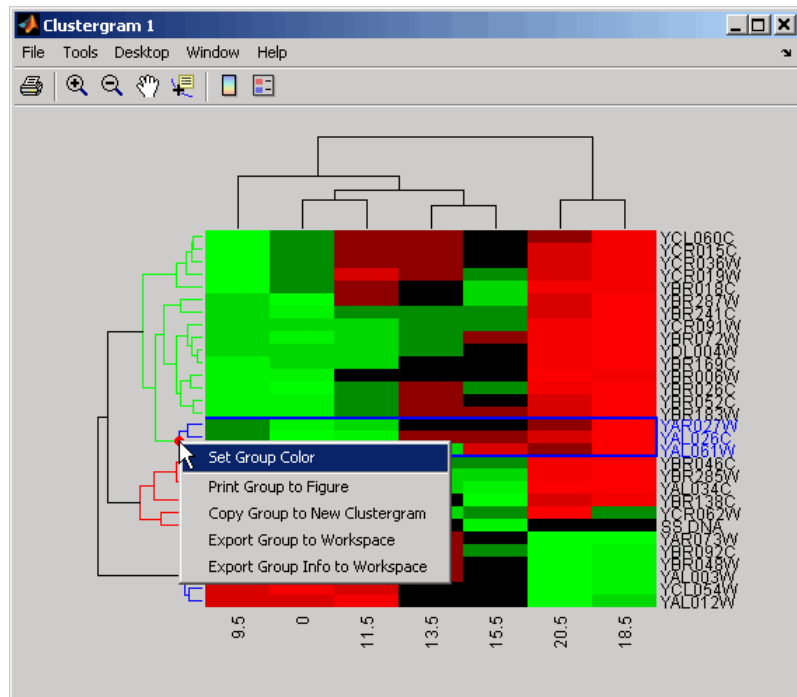 Clustergram 1
File Tools Desktop Window Help
YCL060C
YCR015C
YCR036W
YCR019W
YBR018C
YBR287W
YBR241C
YCR091W
YBR072W
YDL004W
YBR169C
YBR006W
YBR026C
YBR052C
YBR183W
YAR027W
YAL026C
YAL061W
YBR046C
YBR285W
YAL034C
YBR138C
YCR062W
SS DNA
YAR073W
YBR092C
YBR048W
YAL003W
YCL054W
YAL012W
Set Group Color
Print Group to Figure
Copy Group to New Clustergram
Export Group to Workspace
Export Group Info to Workspace
9.5 0 11.5 13.5 15.5 20.5 18.5